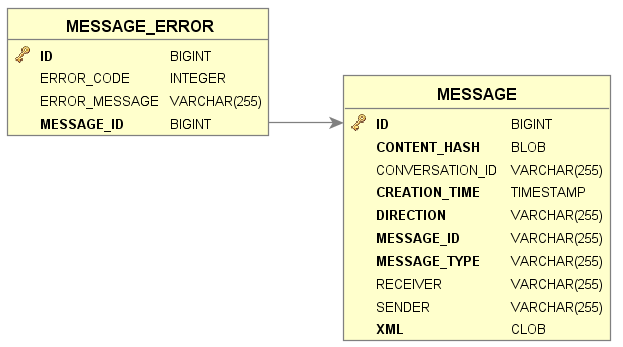 MESSAGE_ERROR
ID BIGINT
ERROR_CODE INTEGER
ERROR_MESSAGE VARCHAR(255)
MESSAGE_ID BIGINT
MESSAGE
ID BIGINT
CONTENT_HASH BLOB
CONVERSATION_ID VARCHAR(255)
CREATION_TIME TIMESTAMP
DIRECTION VARCHAR(255)
MESSAGE_ID VARCHAR(255)
MESSAGE_TYPE VARCHAR(255)
RECEIVER VARCHAR(255)
SENDER VARCHAR(255)
XML CLOB